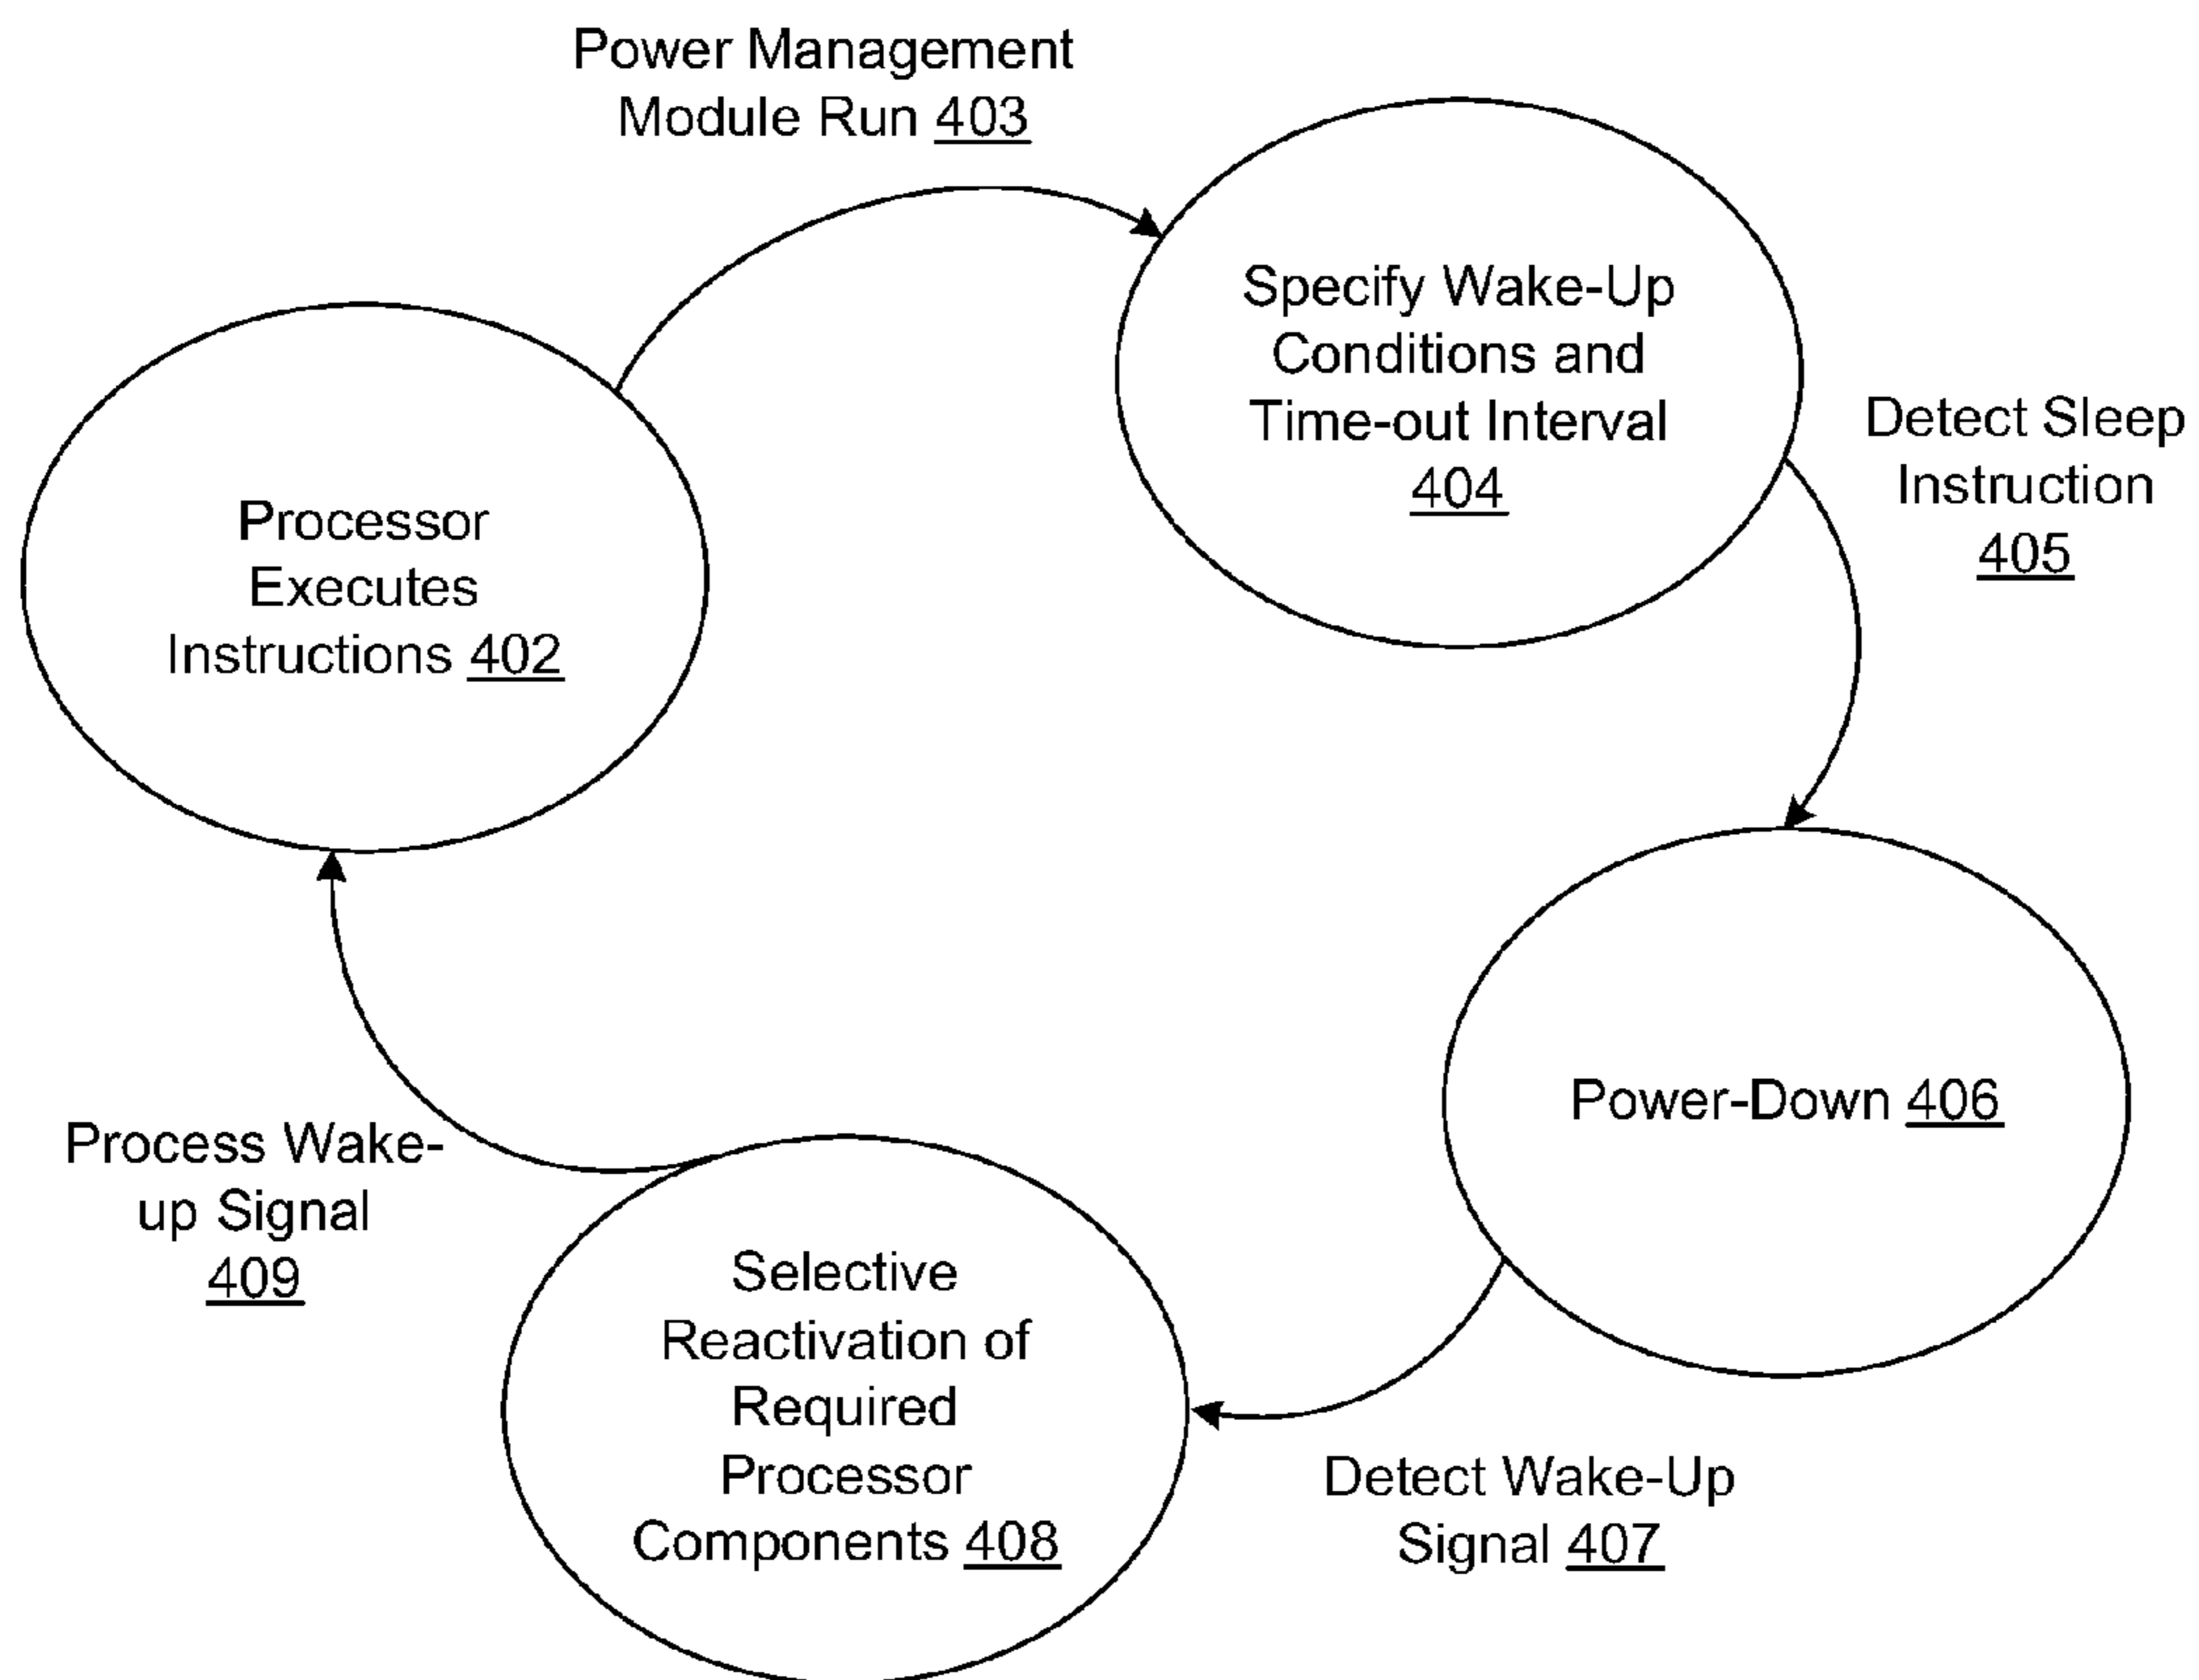 Power Management
Module Run 403
Specify Wake-Up
Conditions and
Time-out Interval
404
Detect Sleep
Instruction
405
Processor
Executes
Instructions 402
Power-Down 406
Process Wake-
up Signal
409
Selective
Reactivation of
Required
Processor
Components 408
Detect Wake-Up
Signal 407